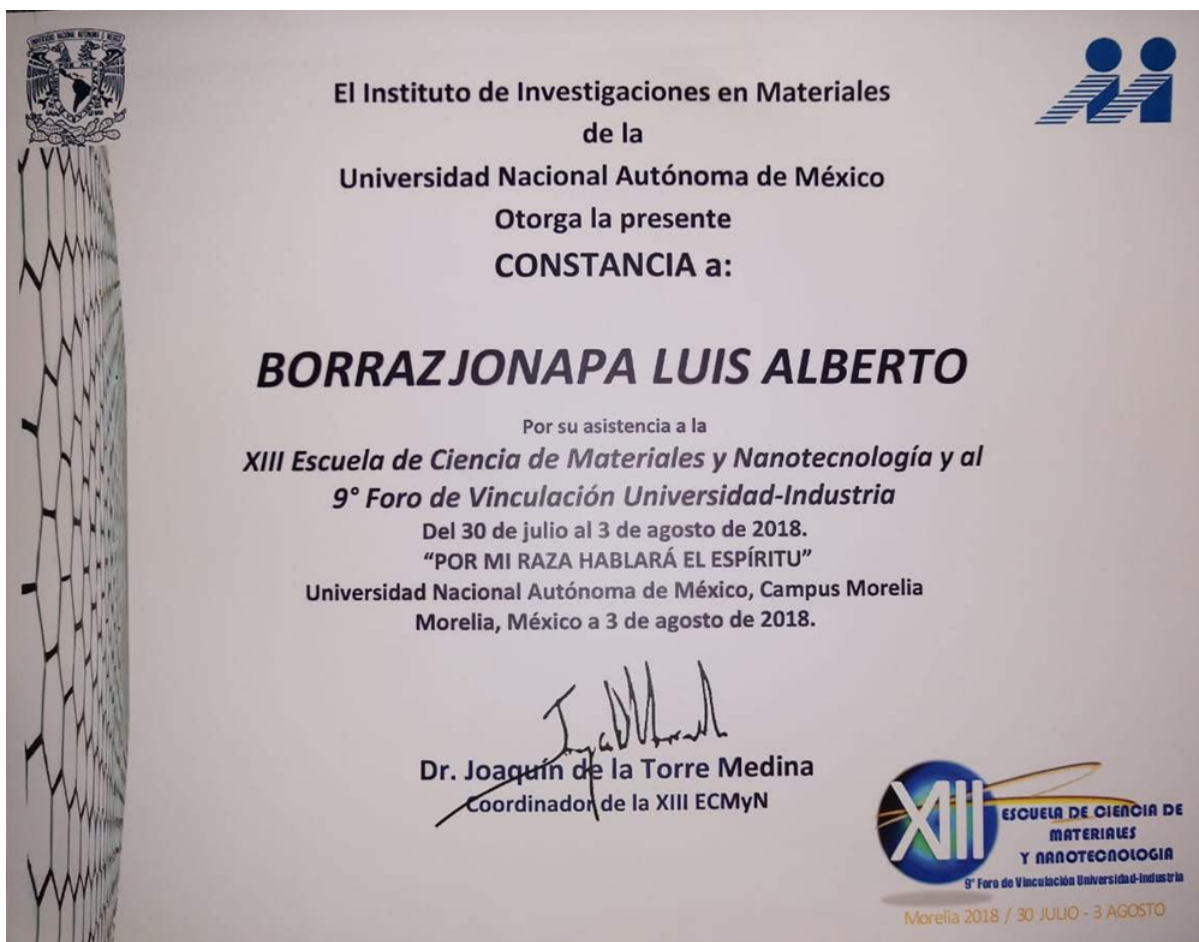 El Instituto de Investigaciones en Materiales
de la
Universidad Nacional Autónoma de México
Otorga la presente
CONSTANCIA a:
BORRAZ JONAPA LUIS ALBERTO
Por su asistencia a la
XIII Escuela de Ciencia de Materiales y Nanotecnología y al
9° Foro de Vinculación Universidad-Industria
Del 30 de julio al 3 de agosto de 2018.
“POR MI RAZA HABLARÁ EL ESPÍRITU”
Universidad Nacional Autónoma de México, Campus Morelia
Morelia, México a 3 de agosto de 2018.
Dr. Joaquín de la Torre Medina
Coordinador de la XIII ECMyN
XIII
ESCUELA DE CIENCIA DE
MATERIALES
Y NANOTECNOLOGIA
9° Foro de Vinculación Universidad-Industria
Morelia 2018 / 30 JULIO - 3 AGOSTO